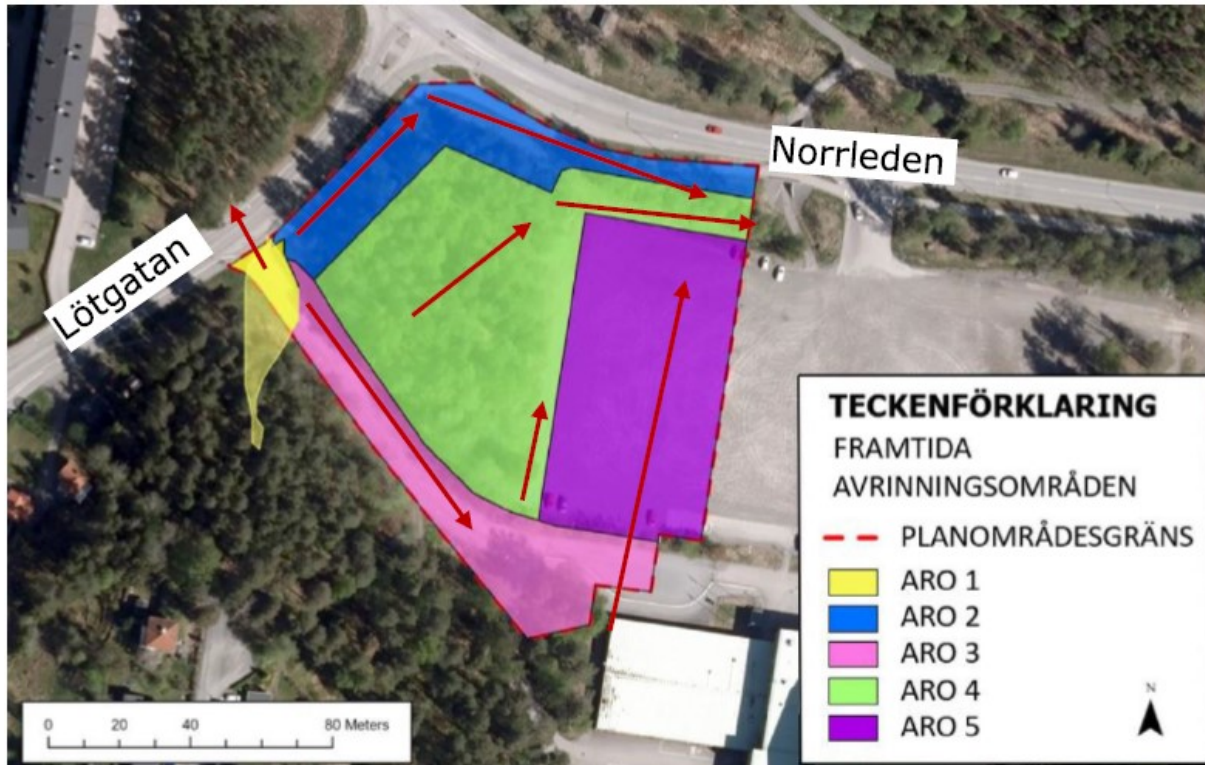 Norrleden
Lötgatan
TECKENFÖRKLARING
FRAMTIDA
AVRINNINGSOMRÅDEN
PLANOMRÅDESGRÄNS
ARO 1
ARO 2
ARO 3
ARO 4
ARO 5
N
0 20 40 80 Meters